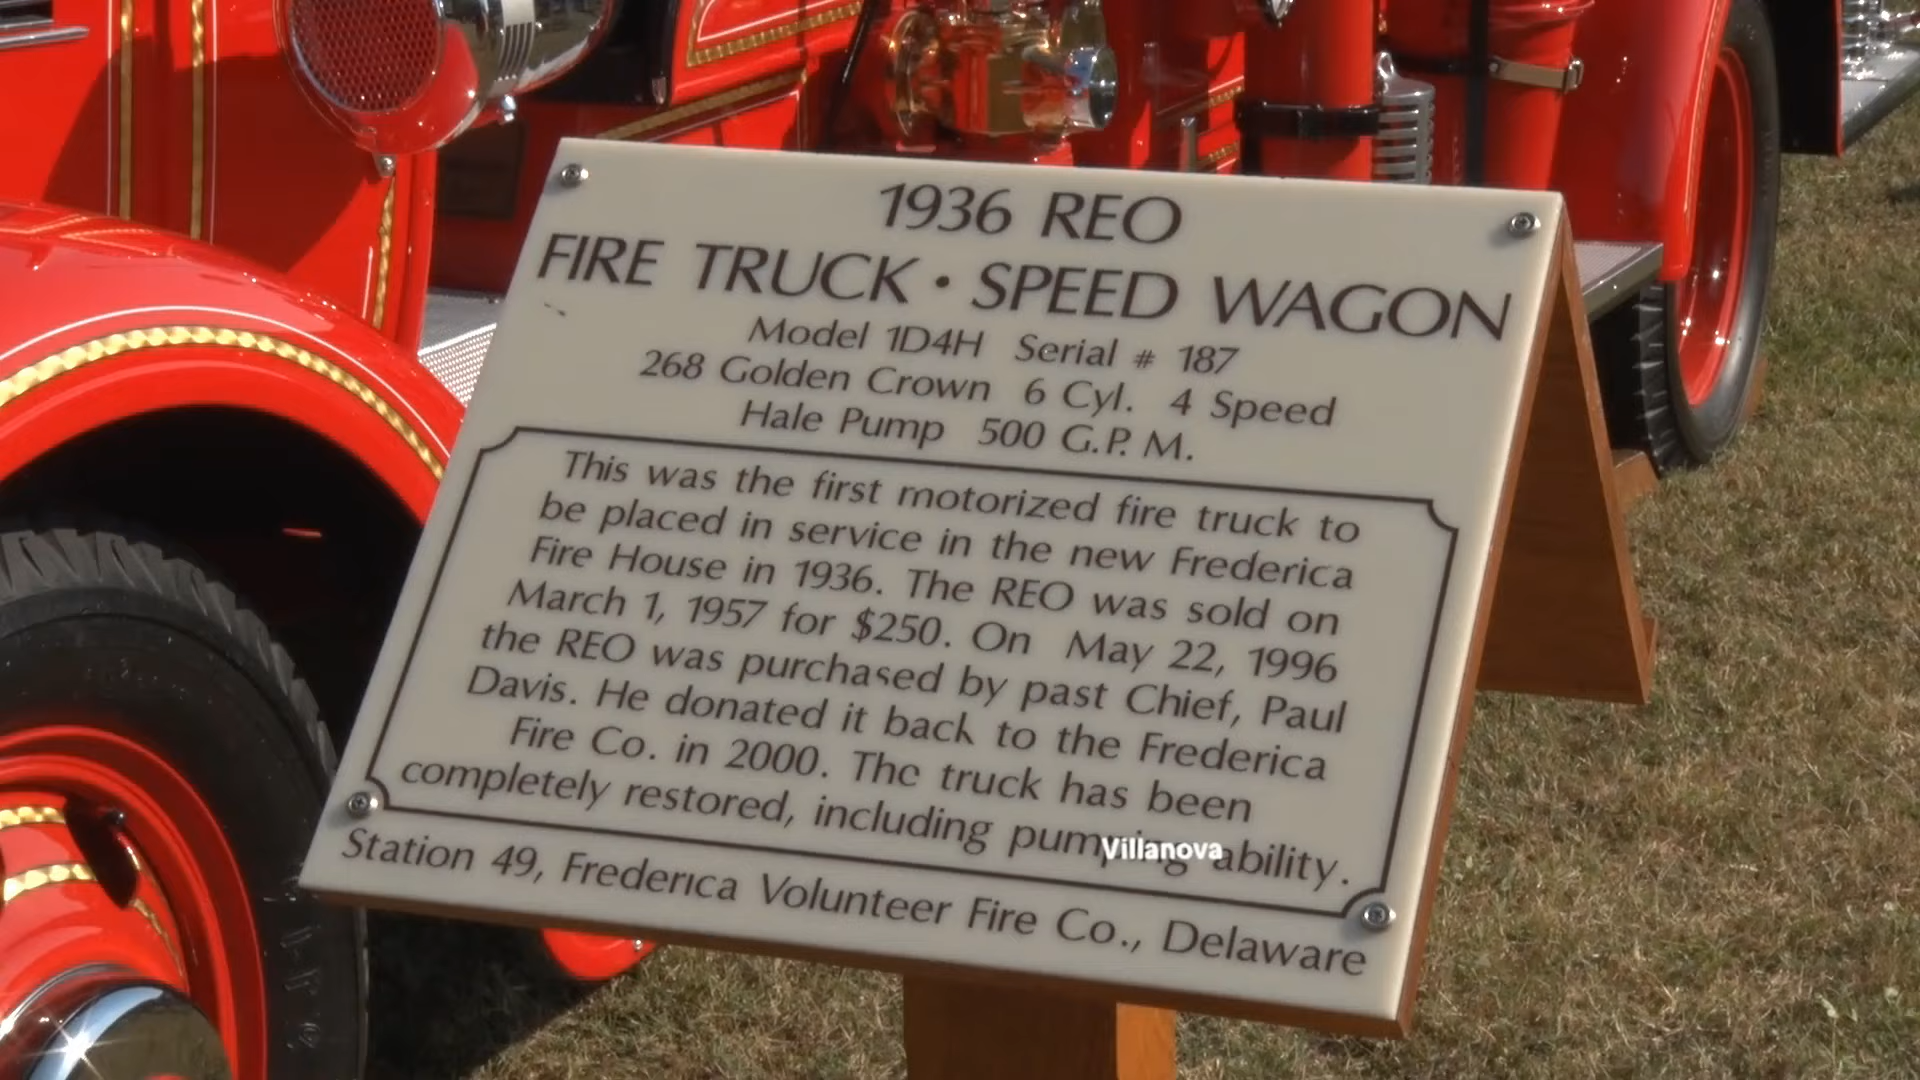 1936 REO
FIRE TRUCK · SPEED WAGON
Model 1D4H Serial # 187
268 Golden Crown 6 Cyl. 4 Speed
Hale Pump 500 G.P.M.
This was the first motorized fire truck to
be placed in service in the new Frederica
Fire House in 1936. The REO was sold on
March 1, 1957 for $250. On May 22, 1996
the REO was purchased by past Chief, Paul
Davis. He donated it back to the Frederica
Fire Co. in 2000. The truck has been
completely restored, including pumping ability.
Villanova
Station 49, Frederica Volunteer Fire Co., Delaware